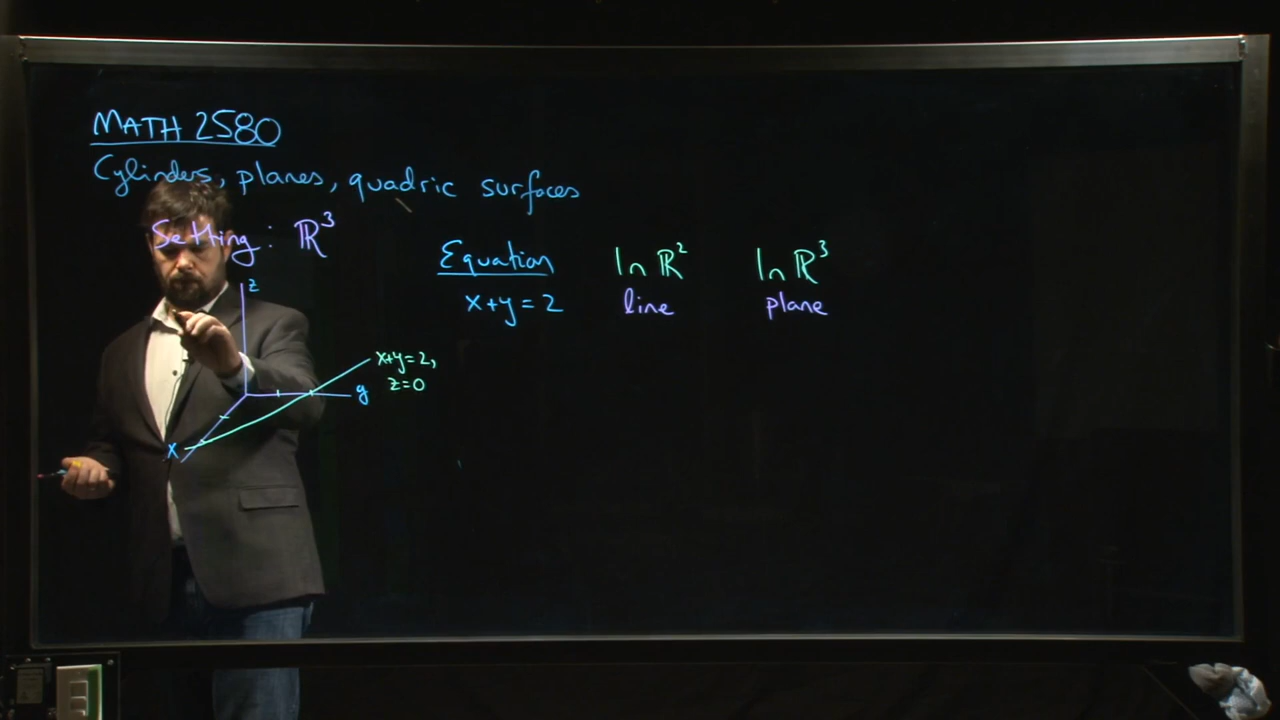 MATH 2580
Cylinders, planes, quadric surfaces
Setting: ℝ³
Equation In ℝ² In ℝ³
x+y=2 line plane
z
x+y=2,
z=0
y
x